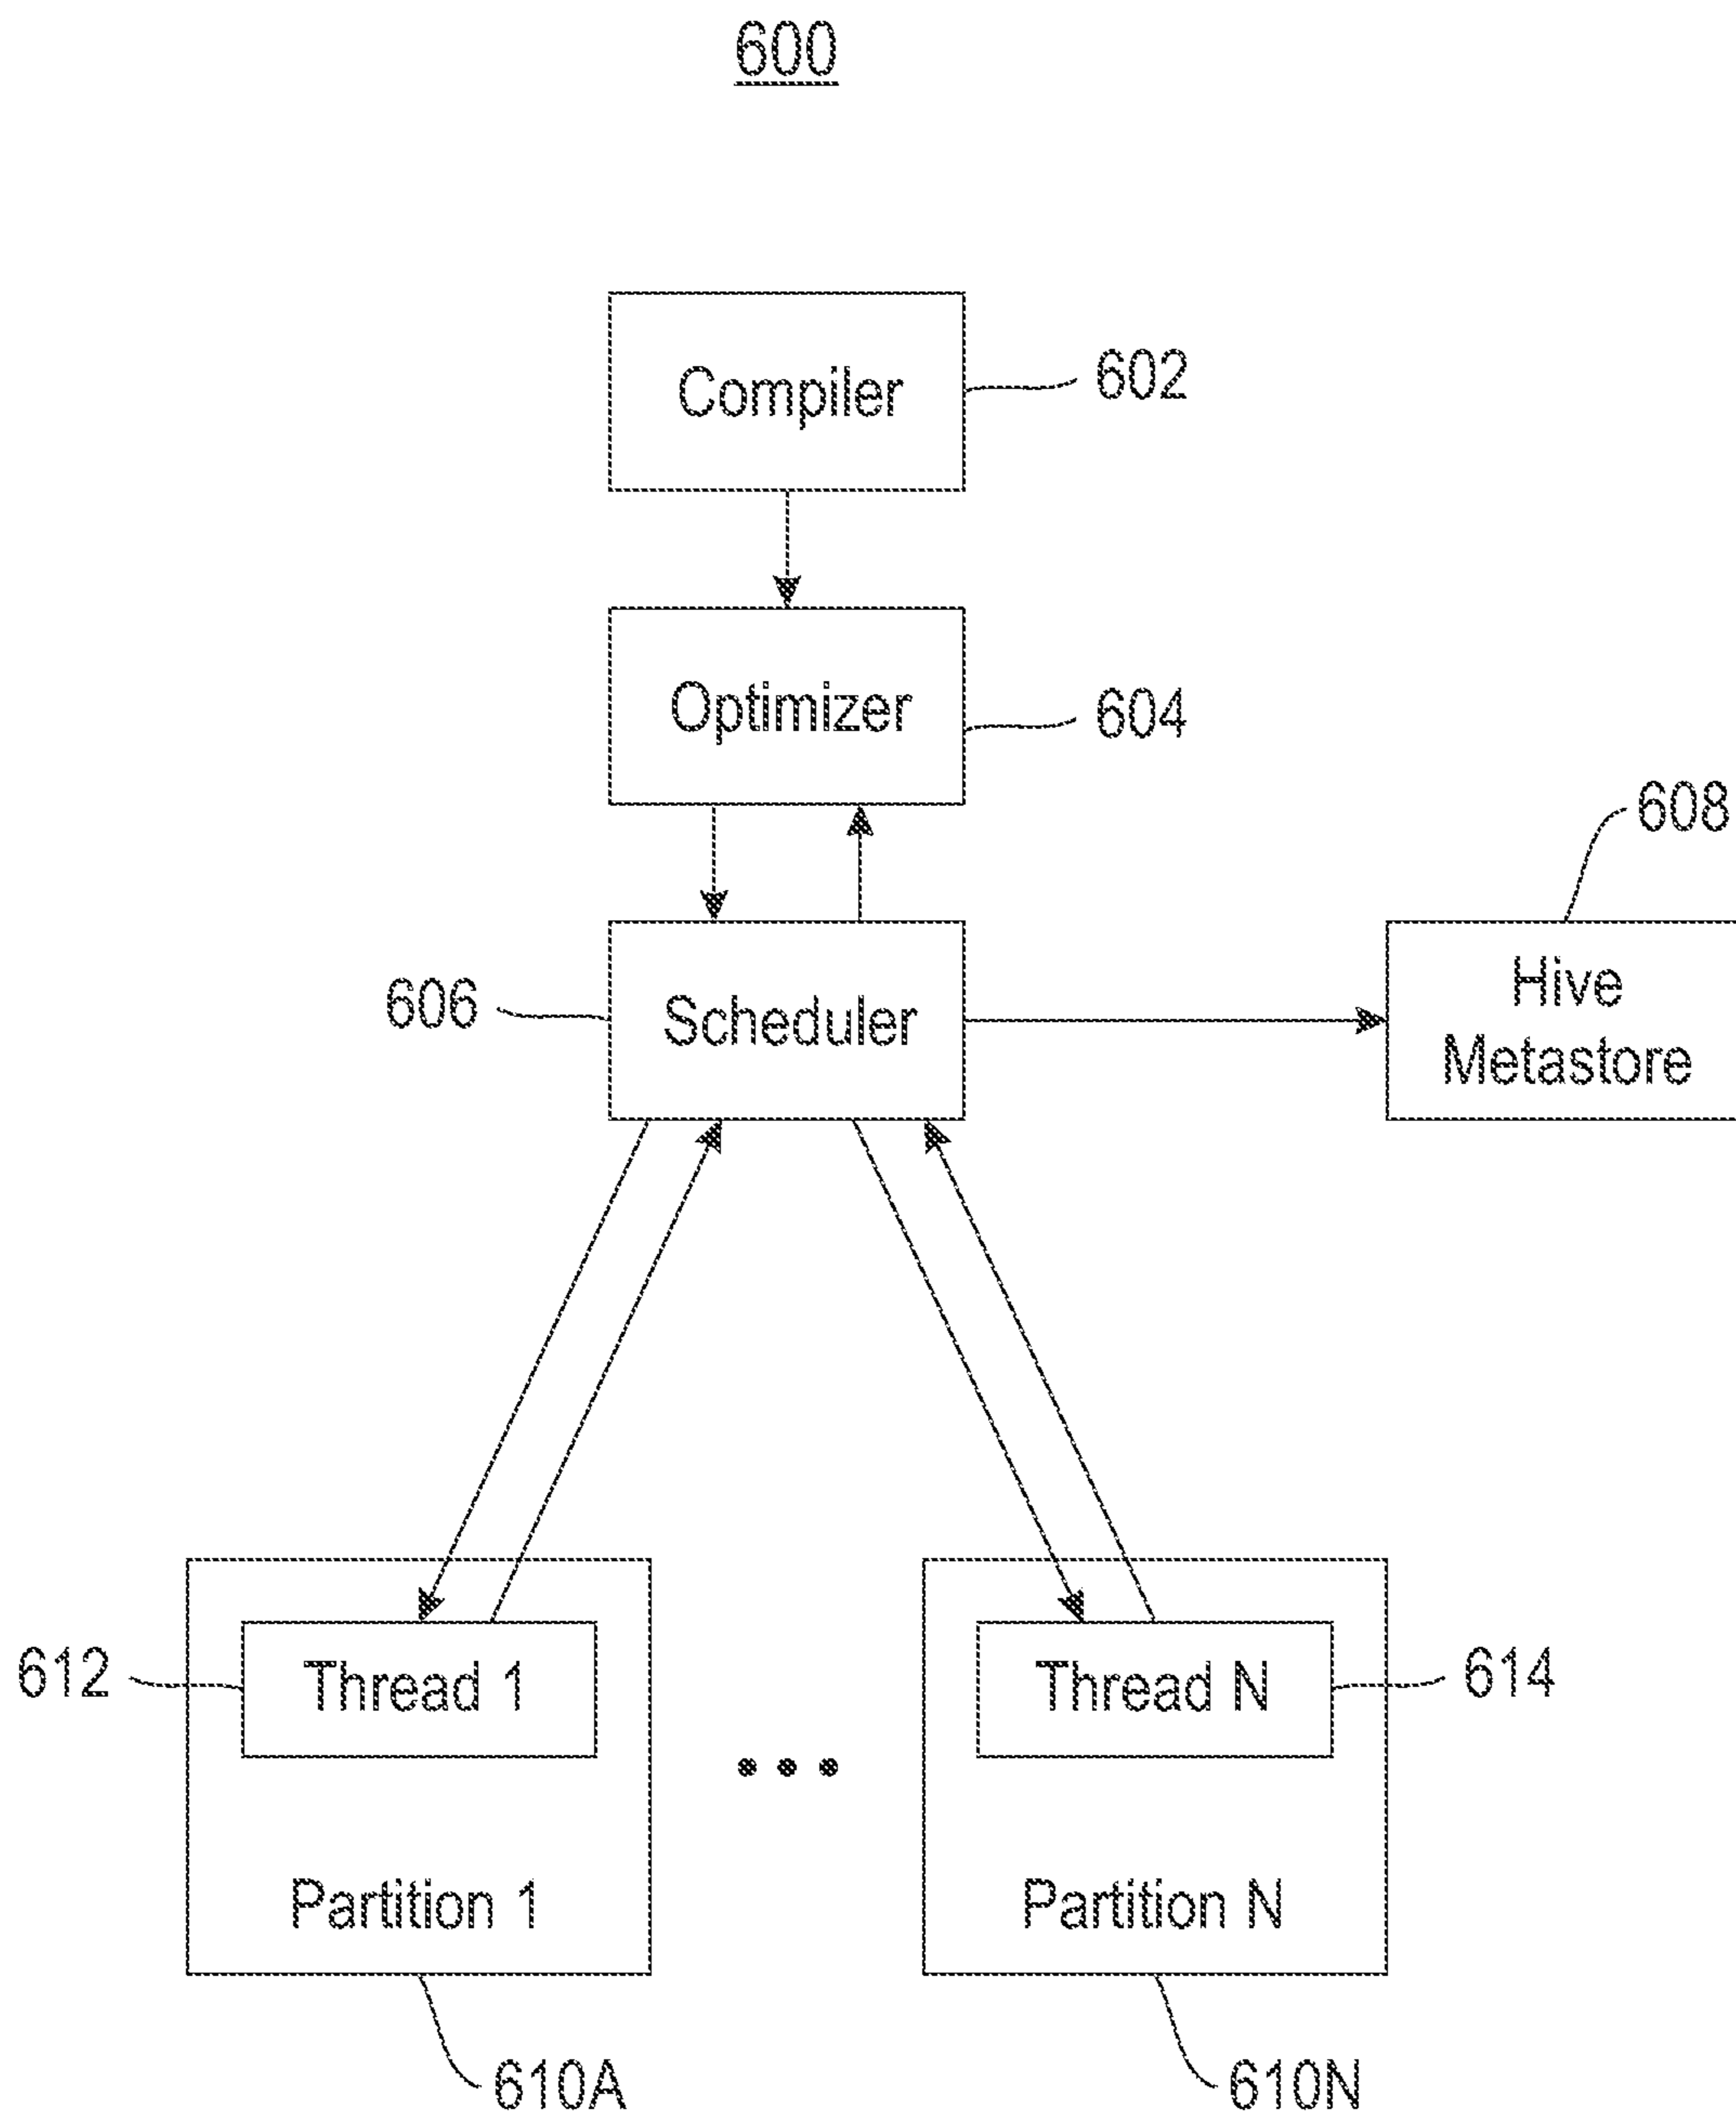 600
Compiler
602
Optimizer
604
608
606
Scheduler
Hive
Metastore
612
Thread 1
Thread N
614
Partition 1
Partition N
610A
610N